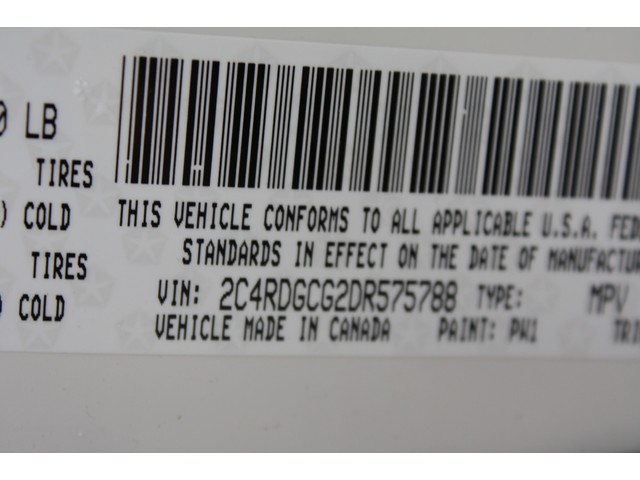 LB
TIRES
) COLD
TIRES
) COLD
THIS VEHICLE CONFORMS TO ALL APPLICABLE U.S.A.
STANDARDS IN EFFECT ON THE DATE OF
VIN: 2C4RDGCG2DR575788 TYPE: MPV
VEHICLE MADE IN CANADA PAINT: PW1